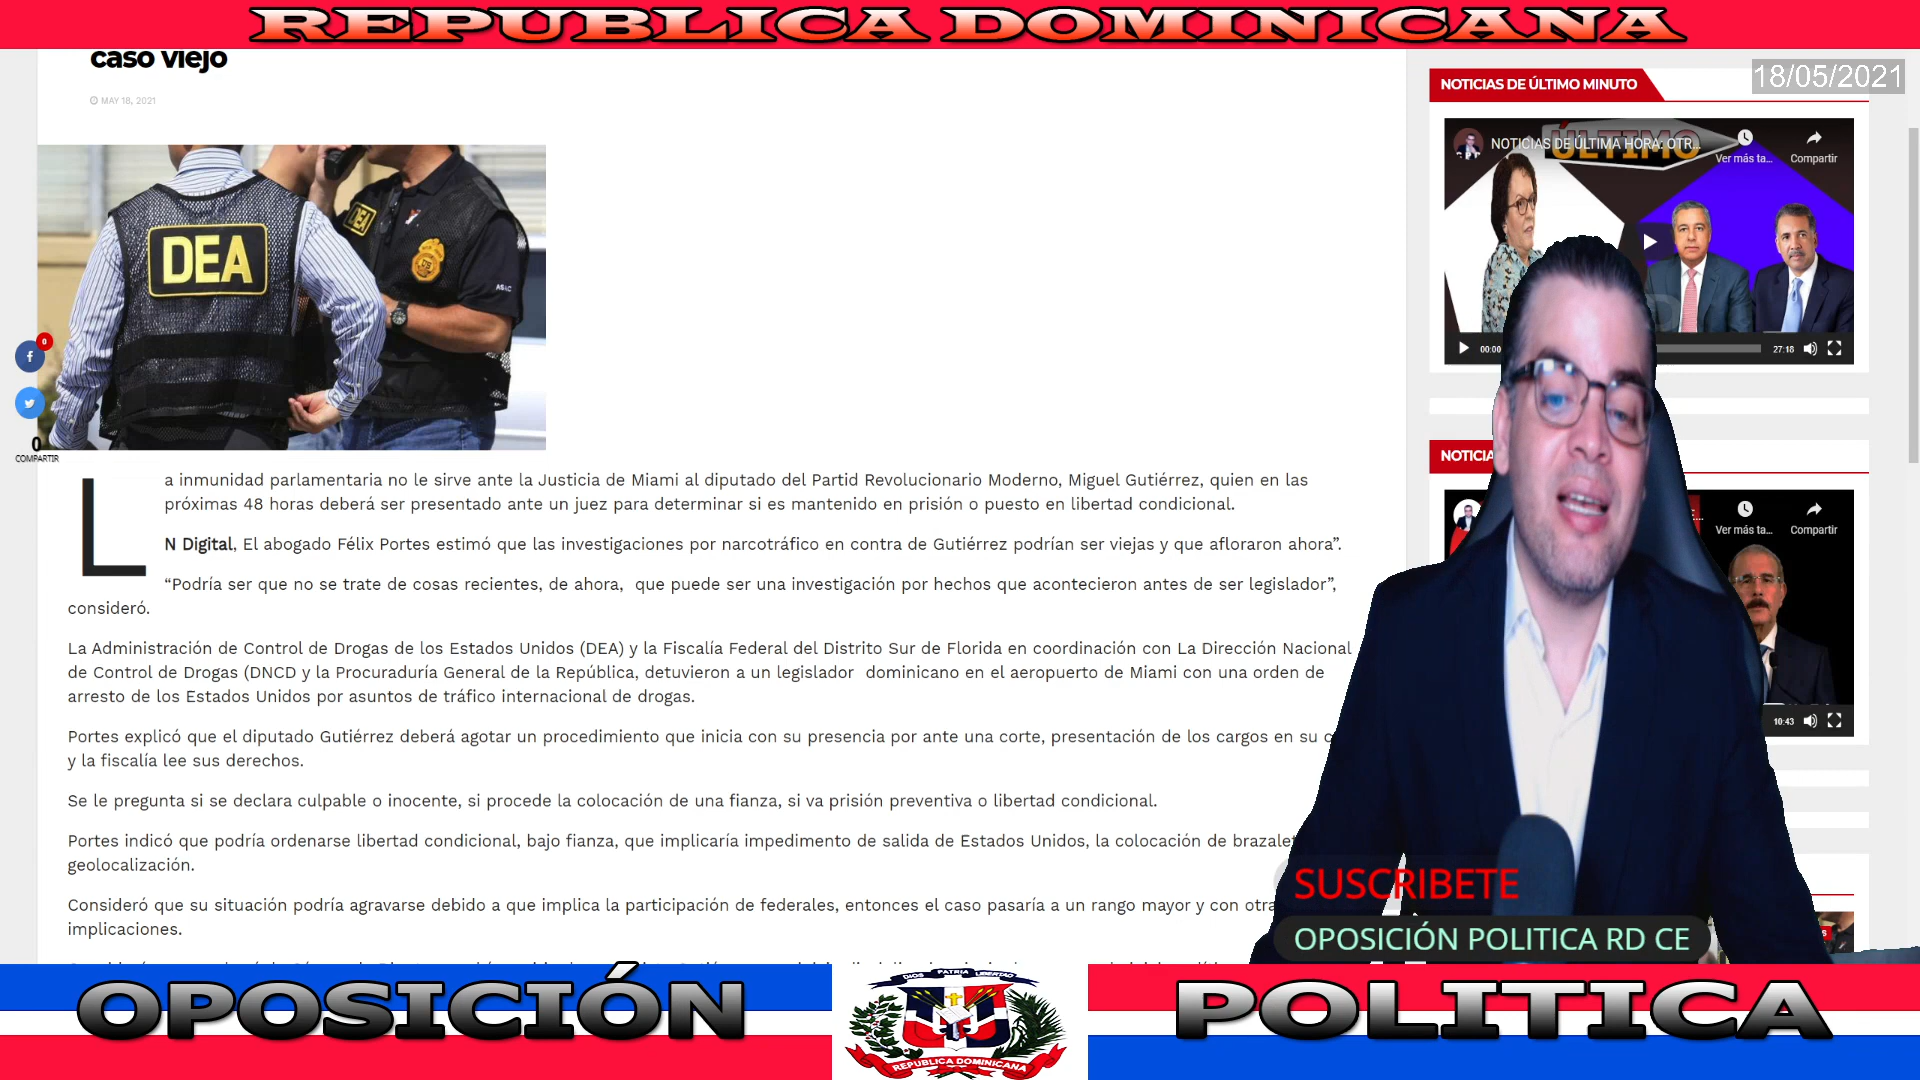 REPUBLICA DOMINICANA
caso viejo
MAY 18, 2021
18/05/2021
NOTICIAS DE ÚLTIMO MINUTO
NOTICIAS DE ÚLTIMA HORA: OTR...
ÚLTIMO
Ver más ta...
Compartir
00:00
27:18
DEA
DEA
0
0
COMPARTIR
NOTICIA
Ver más ta...
Compartir
10:43
La inmunidad parlamentaria no le sirve ante la Justicia de Miami al diputado del Partid Revolucionario Moderno, Miguel Gutiérrez, quien en las
próximas 48 horas deberá ser presentado ante un juez para determinar si es mantenido en prisión o puesto en libertad condicional.
N Digital, El abogado Félix Portes estimó que las investigaciones por narcotráfico en contra de Gutiérrez podrían ser viejas y que afloraron ahora”.
“Podría ser que no se trate de cosas recientes, de ahora, que puede ser una investigación por hechos que acontecieron antes de ser legislador”,
consideró.
La Administración de Control de Drogas de los Estados Unidos (DEA) y la Fiscalía Federal del Distrito Sur de Florida en coordinación con La Dirección Nacional
de Control de Drogas (DNCD y la Procuraduría General de la República, detuvieron a un legislador dominicano en el aeropuerto de Miami con una orden de
arresto de los Estados Unidos por asuntos de tráfico internacional de drogas.
Portes explicó que el diputado Gutiérrez deberá agotar un procedimiento que inicia con su presencia por ante una corte, presentación de los cargos en su c
y la fiscalía lee sus derechos.
Se le pregunta si se declara culpable o inocente, si procede la colocación de una fianza, si va prisión preventiva o libertad condicional.
Portes indicó que podría ordenarse libertad condicional, bajo fianza, que implicaría impedimento de salida de Estados Unidos, la colocación de brazalet
geolocalización.
Consideró que su situación podría agravarse debido a que implica la participación de federales, entonces el caso pasaría a un rango mayor y con otra
implicaciones.
SUSCRIBETE
OPOSICIÓN POLITICA RD CE
OPOSICIÓN
DIOS PATRIA LIBERTAD
REPUBLICA DOMINICANA
POLITICA